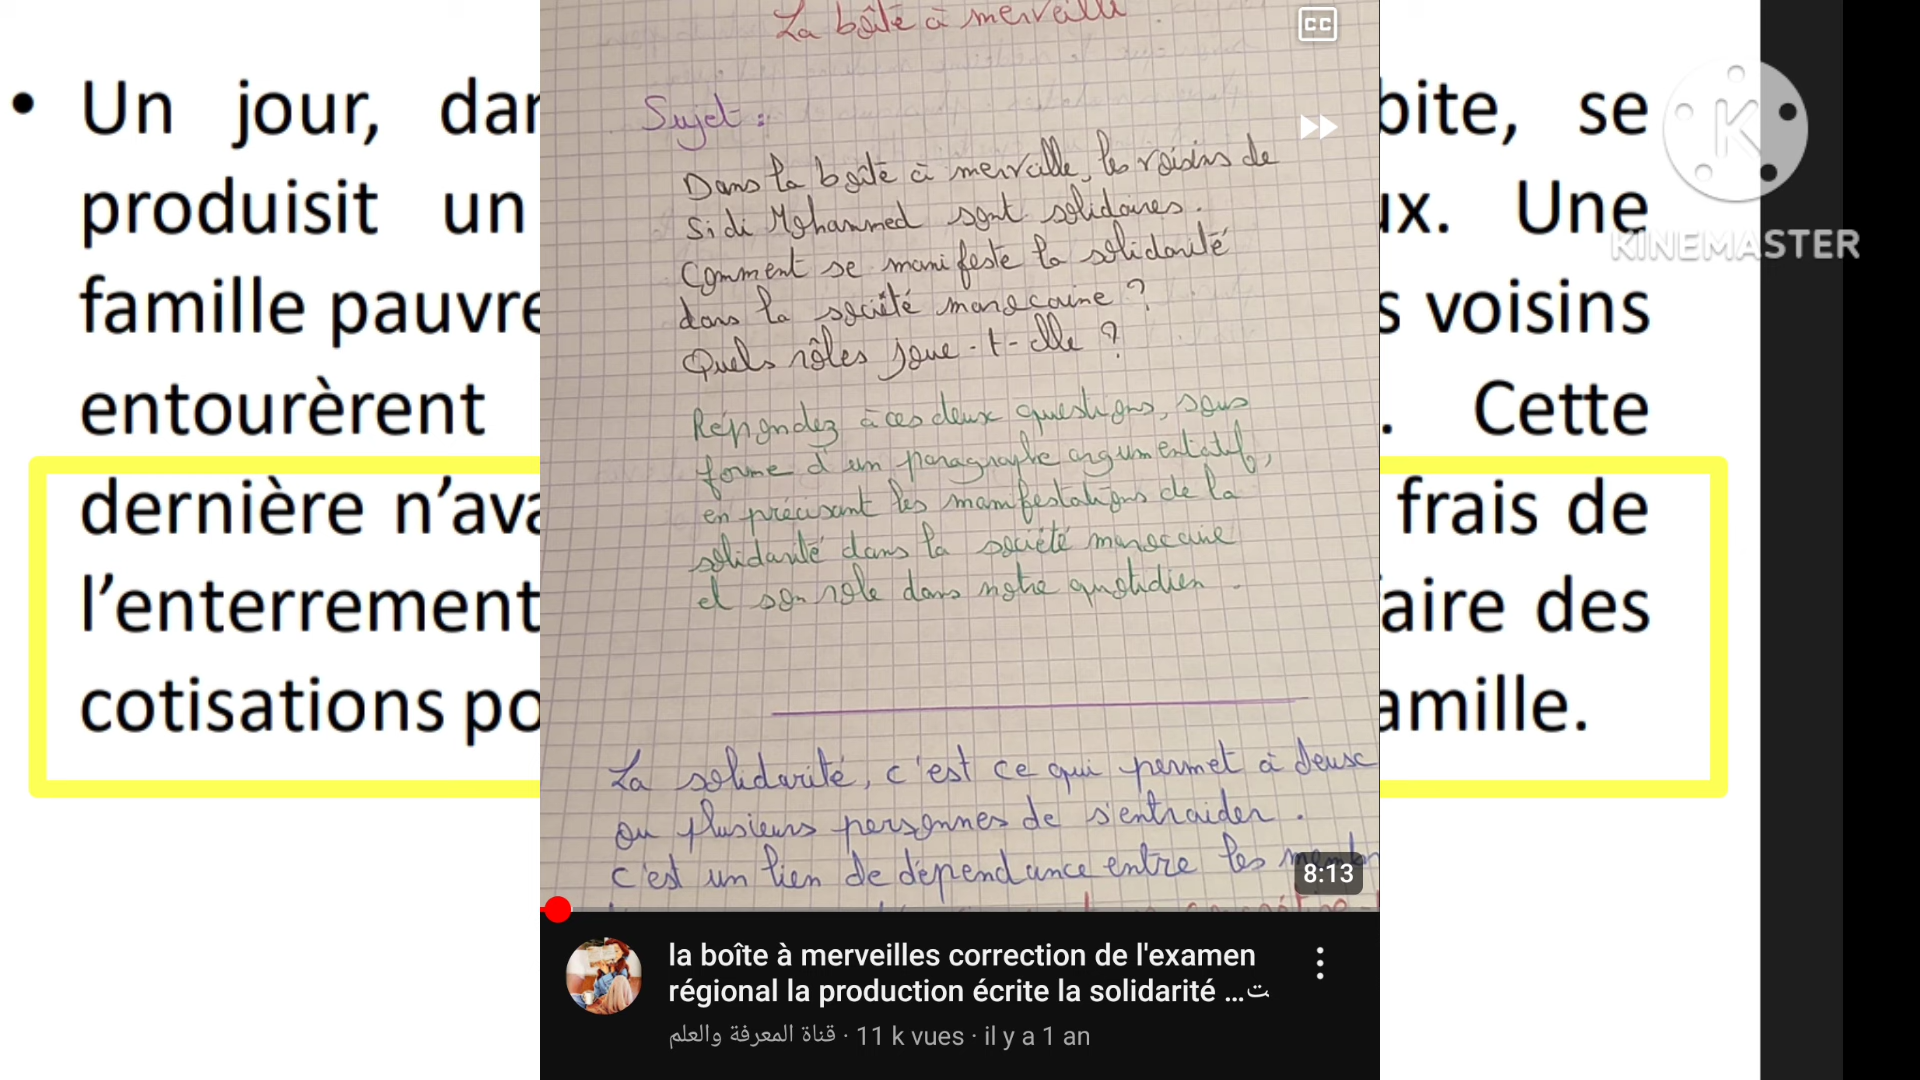 • Un jour, dar
produisit un
famille pauvre
entourèrent
dernière n'ava
l'enterrement
cotisations po
La boîte à merveille
Sujet :
Dans la boîte à merveille, les voisins de
Sidi Mohammed sont solidaires.
Comment se manifeste la solidarité
dans la société marocaine ?
Quels rôles joue-t-elle ?
Répondez à ces deux questions, sous
forme d'un paragraphe argumentatif,
en précisant les manifestations de la
solidarité dans la société marocaine
et son role dans notre quotidien.
La solidarité, c'est ce qui permet à deux
ou plusieurs personnes de s'entraider.
c'est un lien de dépendance entre les
8:13
la boîte à merveilles correction de l'examen
régional la production écrite la solidarité ...ت
قناة المعرفة والعلم · 11 k vues · il y a 1 an
CC
bite, se
ux. Une
s voisins
. Cette
frais de
aire des
amille.
K
KINEMASTER